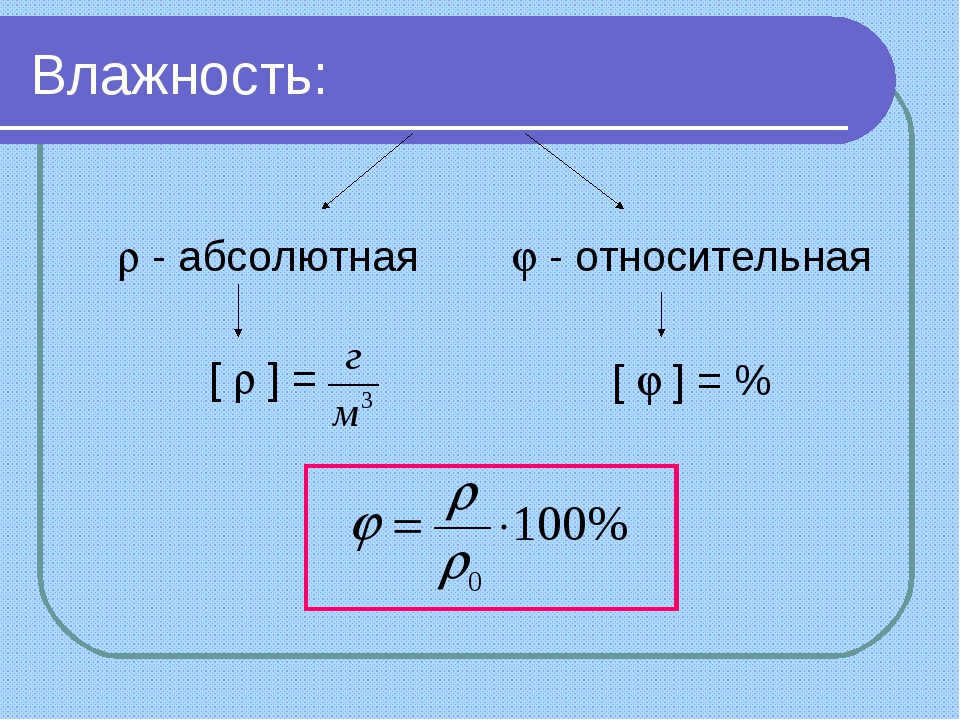 Влажность:
ρ - абсолютная
φ - относительная
[ ρ ] = г/м³
[ φ ] = %
φ = ρ/ρ₀ ·100%